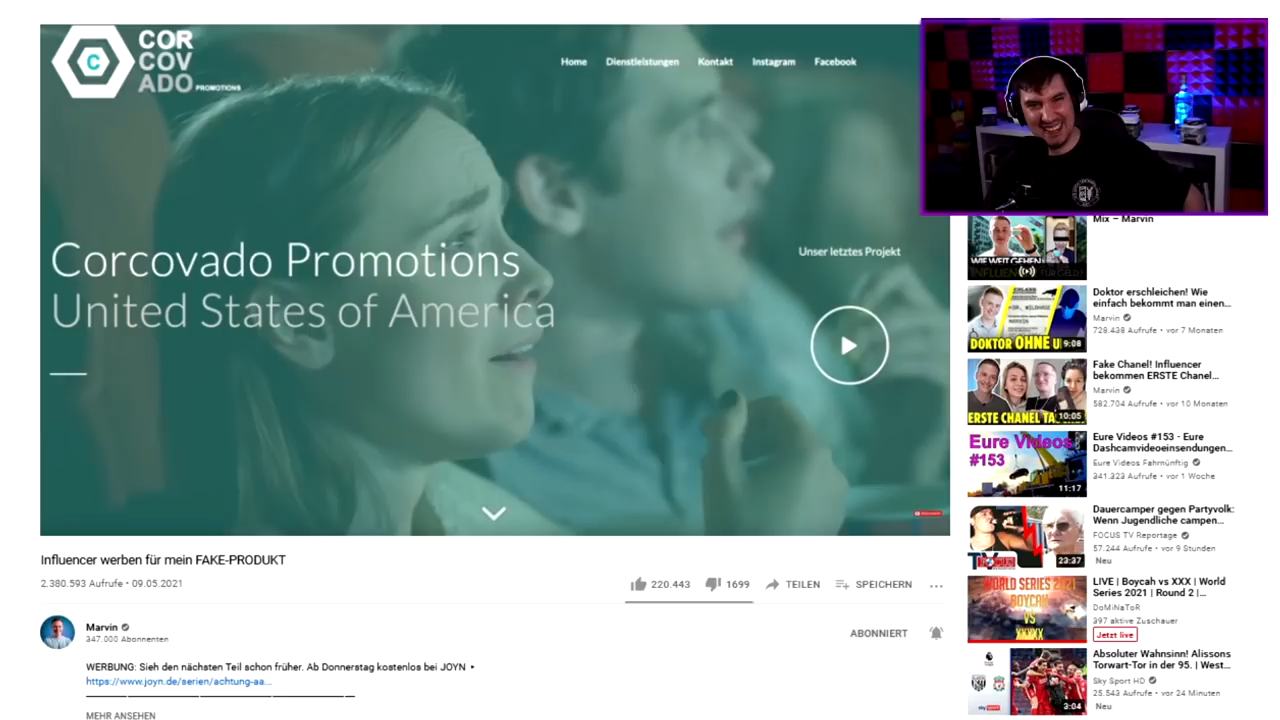 COR
COV
ADO PROMOTIONS
C
Home Dienstleistungen Kontakt Instagram Facebook
Corcovado Promotions
United States of America
Unser letztes Projekt
Influencer werben für mein FAKE-PRODUKT
2.380.593 Aufrufe • 09.05.2021
220.443 1699 TEILEN SPEICHERN ...
Marvin
347.000 Abonnenten
ABONNIERT
WERBUNG: Sieh den nächsten Teil schon früher. Ab Donnerstag kostenlos bei JOYN
https://www.joyn.de/serien/achtung-aa...
MEHR ANSEHEN
Mix – Marvin
WIE WEIT GEHEN
INFLUEN FÜR GELD?
Doktor erschleichen! Wie
einfach bekommt man einen...
Marvin
728.438 Aufrufe • vor 7 Monaten
DOKTOR OHNE U
9:08
Fake Chanel! Influencer
bekommen ERSTE Chanel...
Marvin
582.704 Aufrufe • vor 10 Monaten
ERSTE CHANEL TA
10:05
Eure Videos #153 - Eure
Dashcamvideoeinsendungen...
Eure Videos Fahrnünftig
341.323 Aufrufe • vor 1 Woche
Eure Videos
#153
11:17
Dauercamper gegen Partyvolk:
Wenn Jugendliche campen...
FOCUS TV Reportage
57.244 Aufrufe • vor 9 Stunden
Neu
23:37
LIVE | Boycah vs XXX | World
Series 2021 | Round 2 |...
DoMiNaToR
397 aktive Zuschauer
Jetzt live
WORLD SERIES 2021
BOYCAH
VS
XXXXX
Absoluter Wahnsinn! Alissons
Torwart-Tor in der 95. | West...
Sky Sport HD
25.543 Aufrufe • vor 24 Minuten
Neu
sky sport
3:04